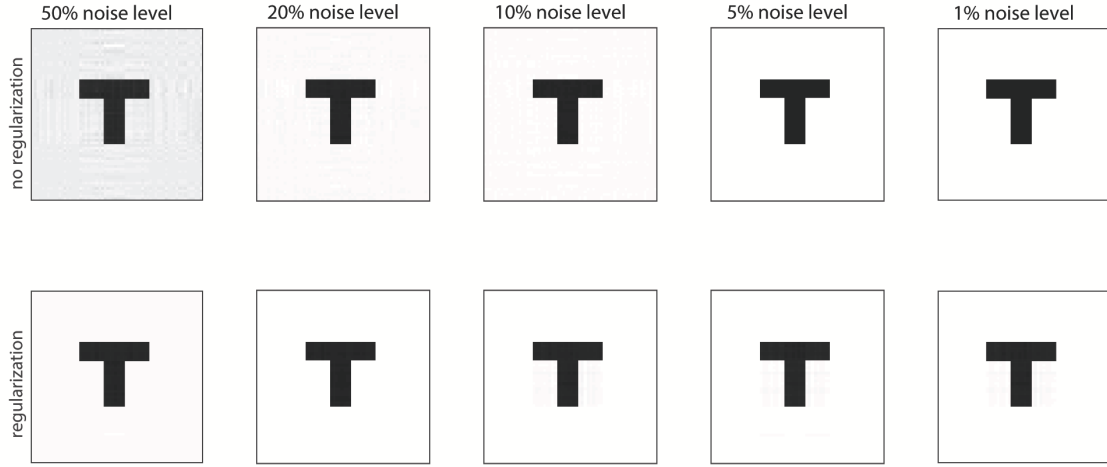 50% noise level
20% noise level
10% noise level
5% noise level
1% noise level
no regularization
T
T
T
T
T
regularization
T
T
T
T
T